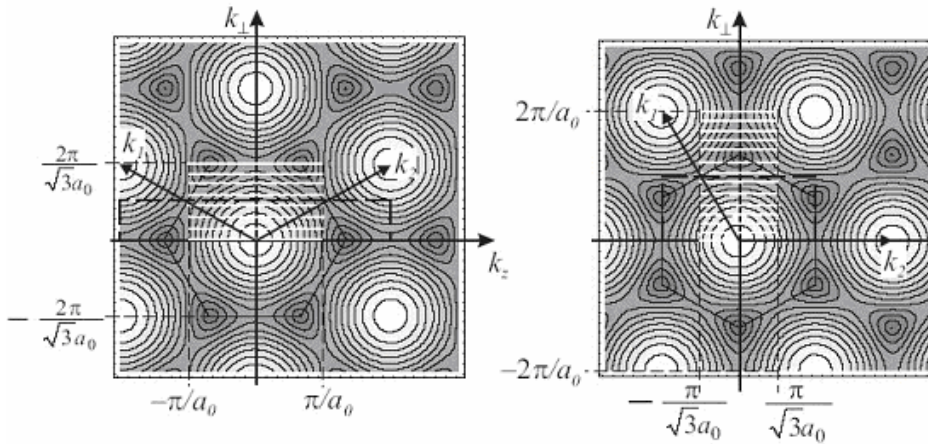 k⊥
k₁
k₂
2π/√3a₀
− 2π/√3a₀
k_z
−π/a₀
π/a₀
k⊥
2π/a₀
k₁
k₂
−2π/a₀
− π/√3a₀
π/√3a₀